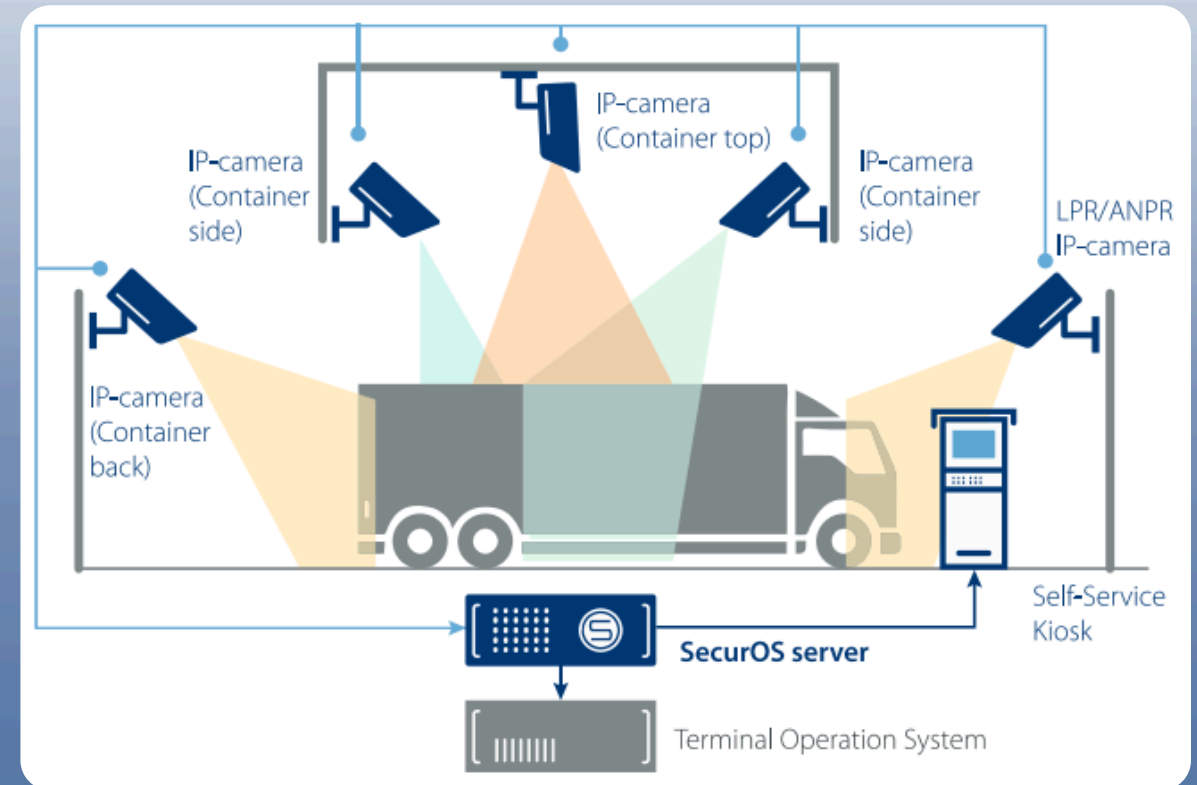 IP-camera
(Container top)
IP-camera
(Container
side)
IP-camera
(Container
side)
LPR/ANPR
IP-camera
IP-camera
(Container
back)
Self-Service
Kiosk
S
SecurOS server
Terminal Operation System